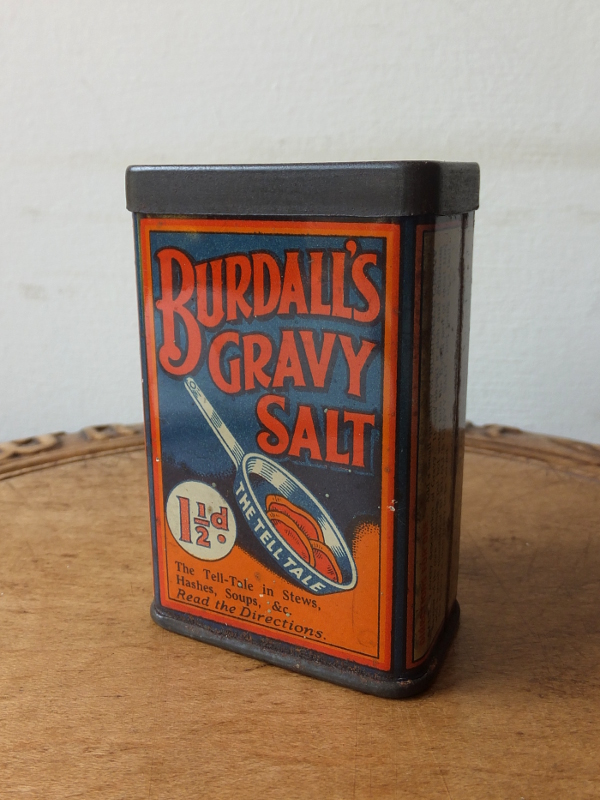 BURDALL'S
GRAVY
SALT
THE TELL TALE
1½d.
The Tell-Tale in Stews,
Hashes, Soups, &c.
Read the Directions.